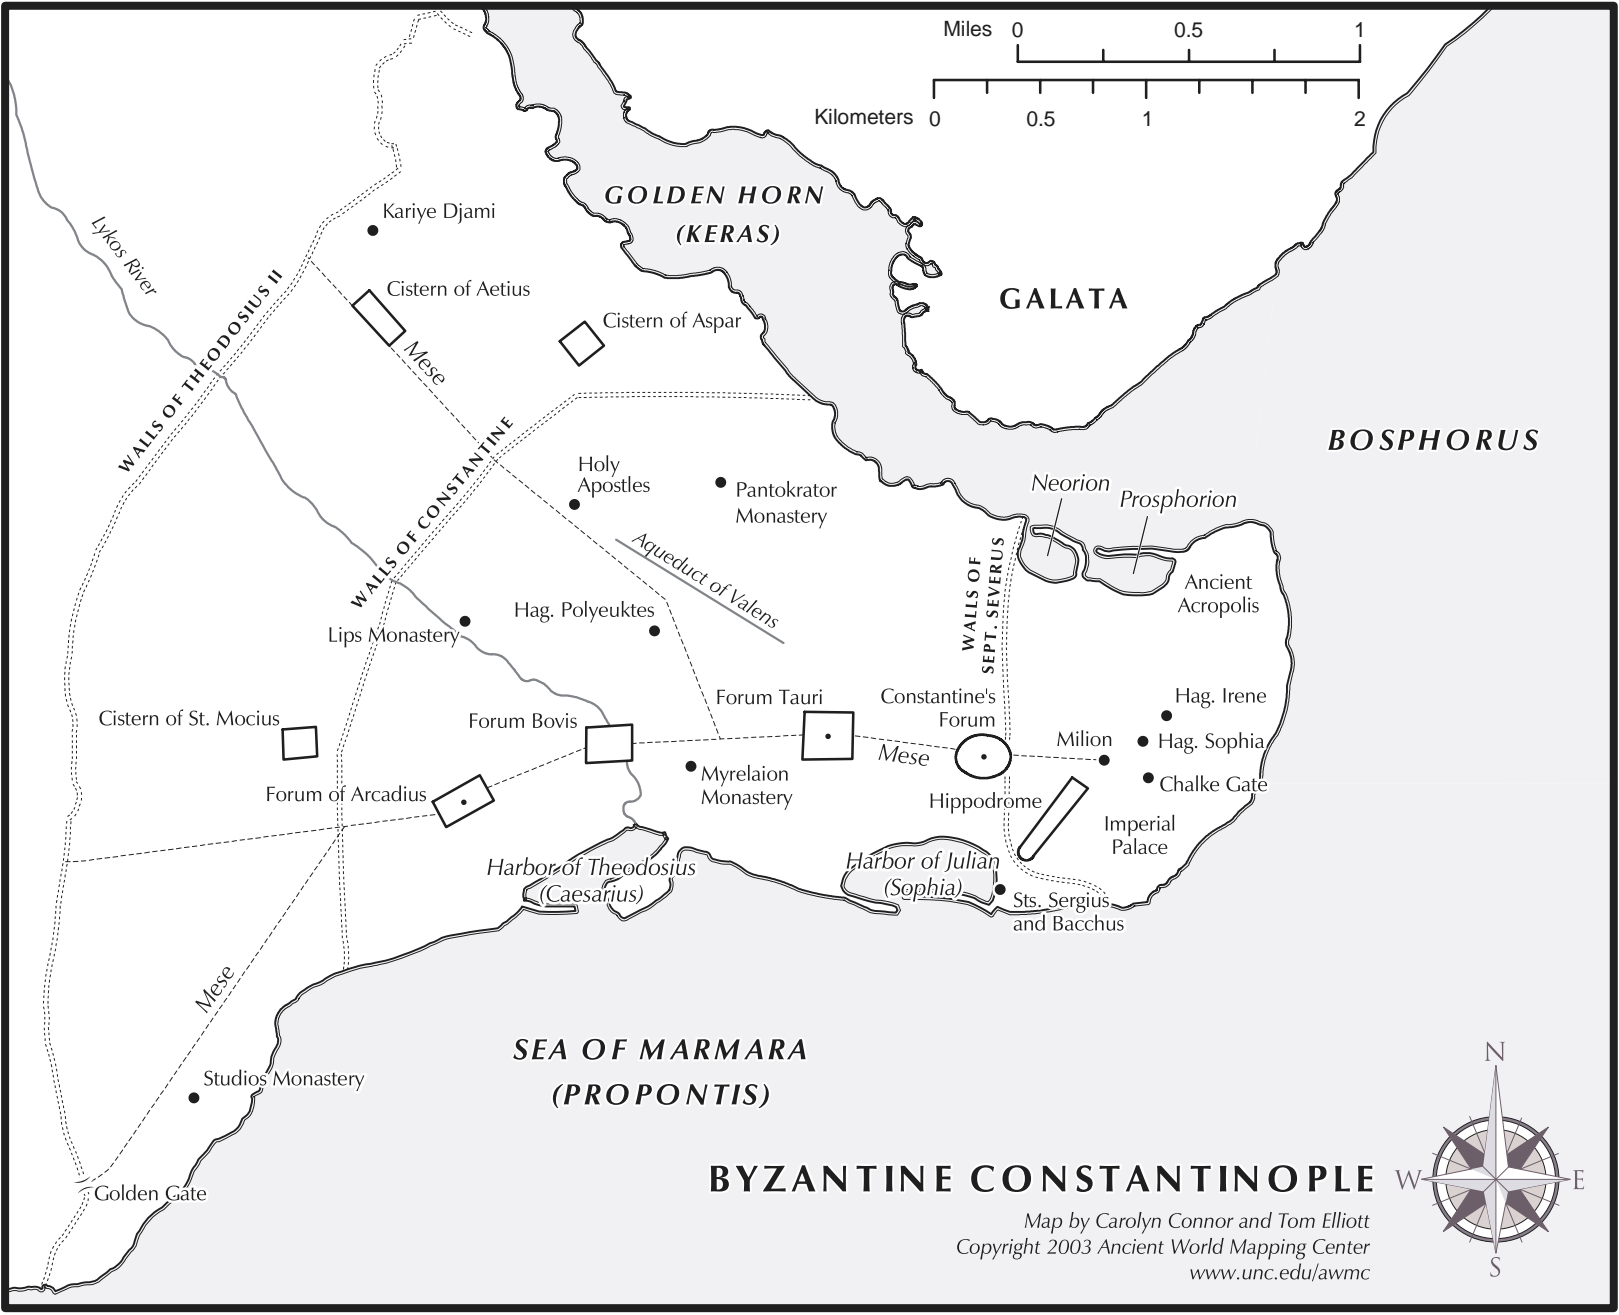 Miles 0 0.5 1
Kilometers 0 0.5 1 2
GOLDEN HORN
(KERAS)
Kariye Djami
Lykos River
WALLS OF THEODOSIUS II
Cistern of Aetius
GALATA
Cistern of Aspar
Mese
WALLS OF CONSTANTINE
BOSPHORUS
Holy
Apostles
Pantokrator
Monastery
Neorion
Prosphorion
Aqueduct of Valens
WALLS OF
SEPT. SEVERUS
Ancient
Acropolis
Hag. Polyeuktes
Lips Monastery
Forum Tauri
Constantine's
Forum
Hag. Irene
Cistern of St. Mocius
Forum Bovis
Mese
Milion
Hag. Sophia
Myrelaion
Monastery
Chalke Gate
Forum of Arcadius
Hippodrome
Imperial
Palace
Harbor of Theodosius
(Caesarius)
Harbor of Julian
(Sophia)
Sts. Sergius
and Bacchus
Mese
SEA OF MARMARA
(PROPONTIS)
Studios Monastery
Golden Gate
N
W E
S
BYZANTINE CONSTANTINOPLE
Map by Carolyn Connor and Tom Elliott
Copyright 2003 Ancient World Mapping Center
www.unc.edu/awmc